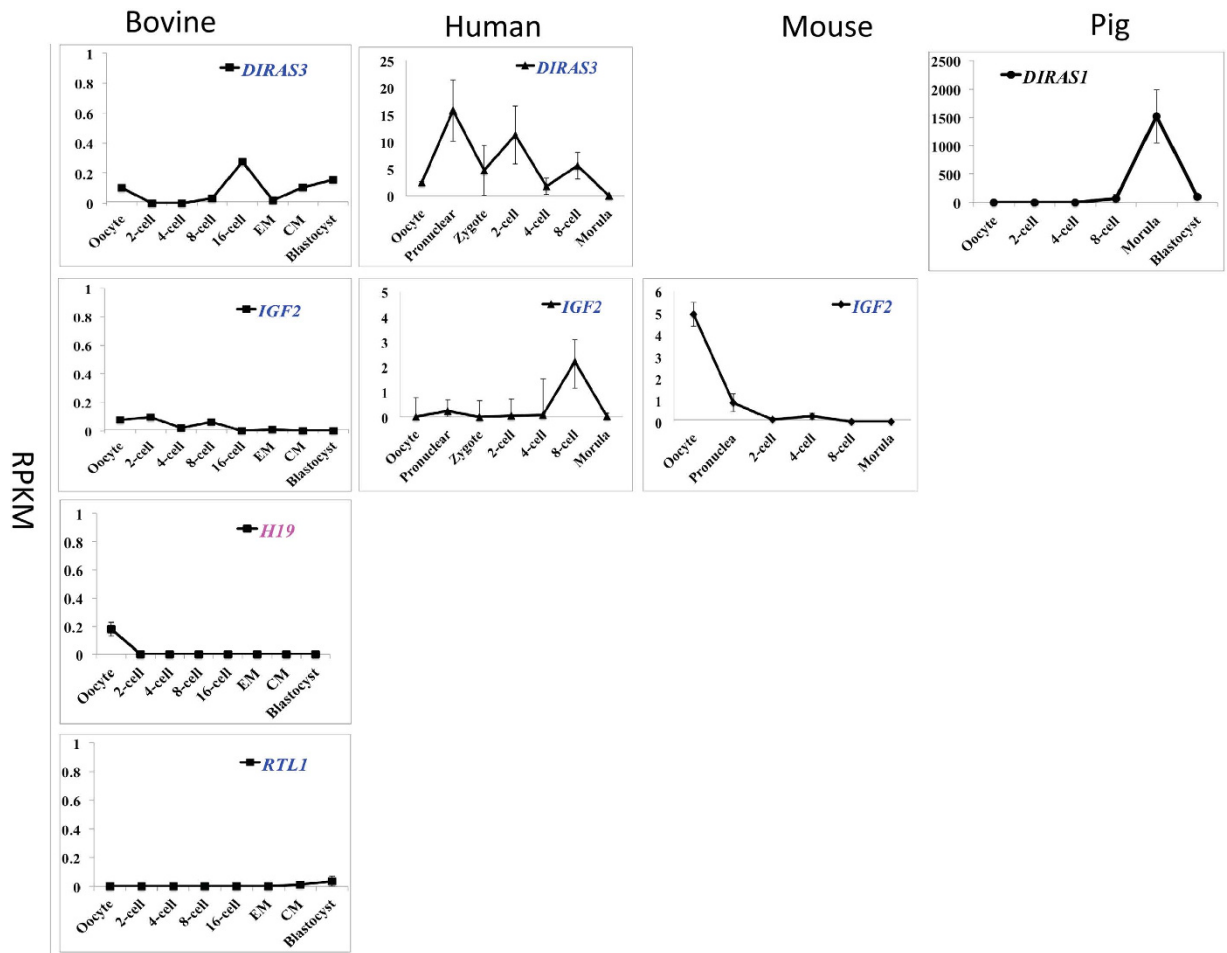 Bovine
Human
Mouse
Pig
RPKM
DIRAS3
1
0.8
0.6
0.4
0.2
0
Oocyte
2-cell
4-cell
8-cell
16-cell
EM
CM
Blastocyst
DIRAS3
25
20
15
10
5
0
Oocyte
Pronuclear
Zygote
2-cell
4-cell
8-cell
Morula
DIRAS1
2500
2000
1500
1000
500
0
Oocyte
2-cell
4-cell
8-cell
Morula
Blastocyst
IGF2
1
0.8
0.6
0.4
0.2
0
Oocyte
2-cell
4-cell
8-cell
16-cell
EM
CM
Blastocyst
IGF2
5
4
3
2
1
0
Oocyte
Pronuclear
Zygote
2-cell
4-cell
8-cell
Morula
IGF2
6
5
4
3
2
1
0
Oocyte
Pronuclea
2-cell
4-cell
8-cell
Morula
H19
1
0.8
0.6
0.4
0.2
0
Oocyte
2-cell
4-cell
8-cell
16-cell
EM
CM
Blastocyst
RTL1
1
0.8
0.6
0.4
0.2
0
Oocyte
2-cell
4-cell
8-cell
16-cell
EM
CM
Blastocyst